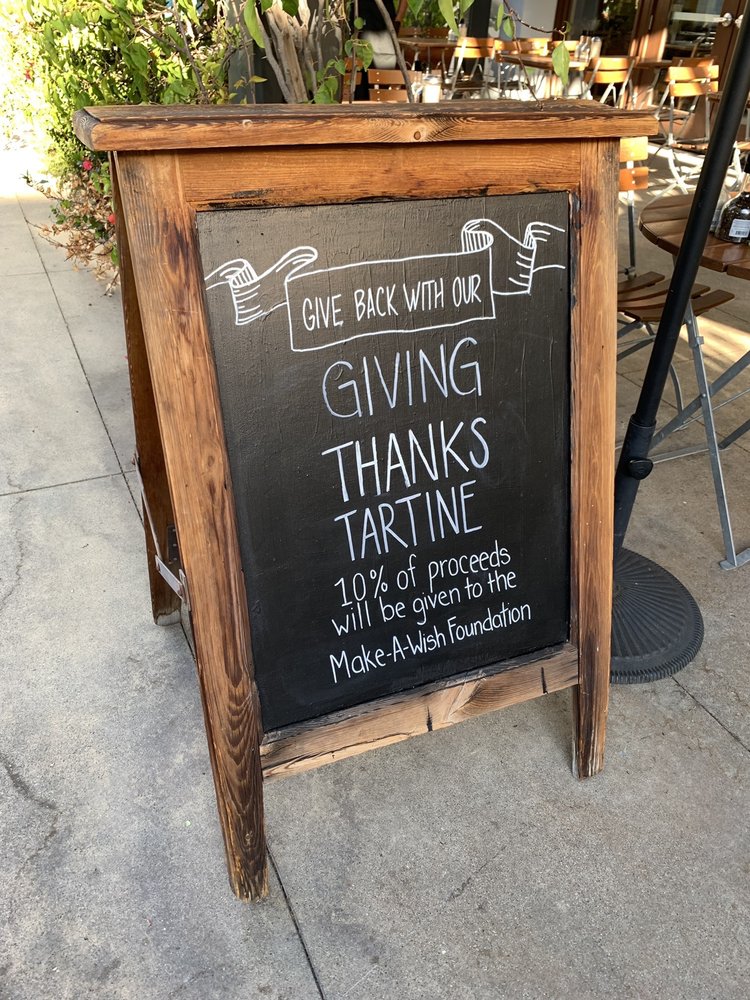 GIVE BACK WITH OUR
GIVING
THANKS
TARTINE
10% of proceeds
will be given to the
Make-A-Wish Foundation